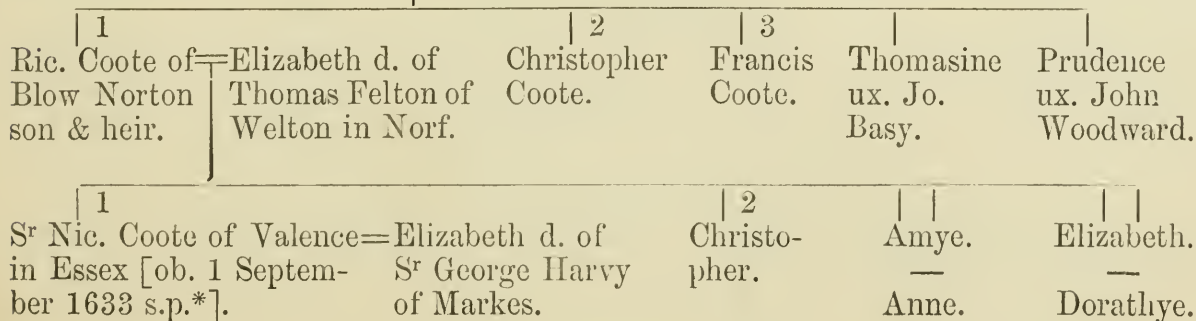 1 2 3
Ric. Coote of=Elizabeth d. of Christopher Francis Thomasine Prudence
Blow Norton Thomas Felton of Coote. Coote. ux. Jo. ux. John
son & heir. Welton in Norf. Basy. Woodward.
1 2
Sr Nic. Coote of Valence=Elizabeth d. of Christo- Amye. Elizabeth.
in Essex [ob. 1 Septem- Sr George Harvy pher. — —
ber 1633 s.p.*]. of Markes. Anne. Dorathye.